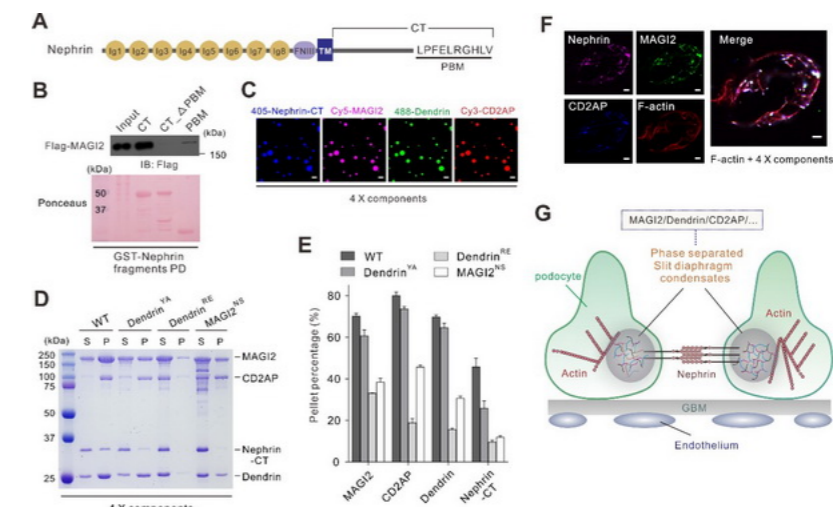 A
Nephrin
Ig1 Ig2 Ig3 Ig4 Ig5 Ig6 Ig7 Ig8 FNIII TM
CT
LPFELRGHLV
PBM
B
Input CT CT_ΔPBM PBM
(kDa)
Flag-MAGI2
150
IB: Flag
(kDa)
Ponceaus
50
37
GST-Nephrin
fragments PD
C
405-Nephrin-CT Cy5-MAGI2 488-Dendrin Cy3-CD2AP
4 X components
D
WT Dendrin^YA Dendrin^RE MAGI2^NS
(kDa) S P S P S P S P
250
150
100
75
50
37
25
MAGI2
CD2AP
Nephrin
-CT
Dendrin
4 X components
E
WT Dendrin^RE
Dendrin^YA MAGI2^NS
Pellet percentage (%)
80
60
40
20
0
MAGI2 CD2AP Dendrin Nephrin
-CT
F
Nephrin MAGI2 Merge
CD2AP F-actin
F-actin + 4 X components
G
MAGI2/Dendrin/CD2AP/...
Phase separated
Slit diaphragm
condensates
podocyte
Actin Actin
Nephrin
GBM
Endothelium